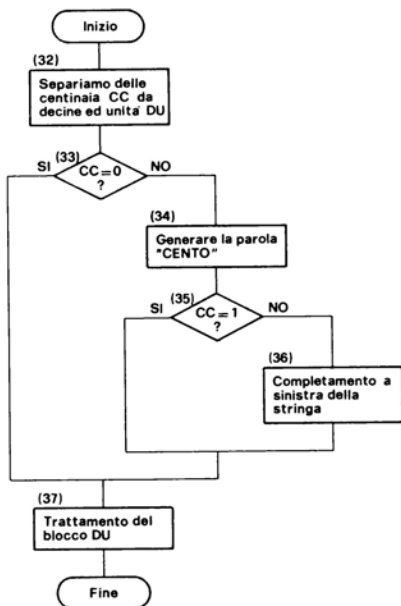 Inizio
(32)
Separiamo delle
centinaia CC da
decine ed unita' DU
(33)
SI
CC=0
?
NO
(34)
Generare la parola
"CENTO"
(35)
SI
CC=1
?
NO
(36)
Completamento a
sinistra della
stringa
(37)
Trattamento del
blocco DU
Fine